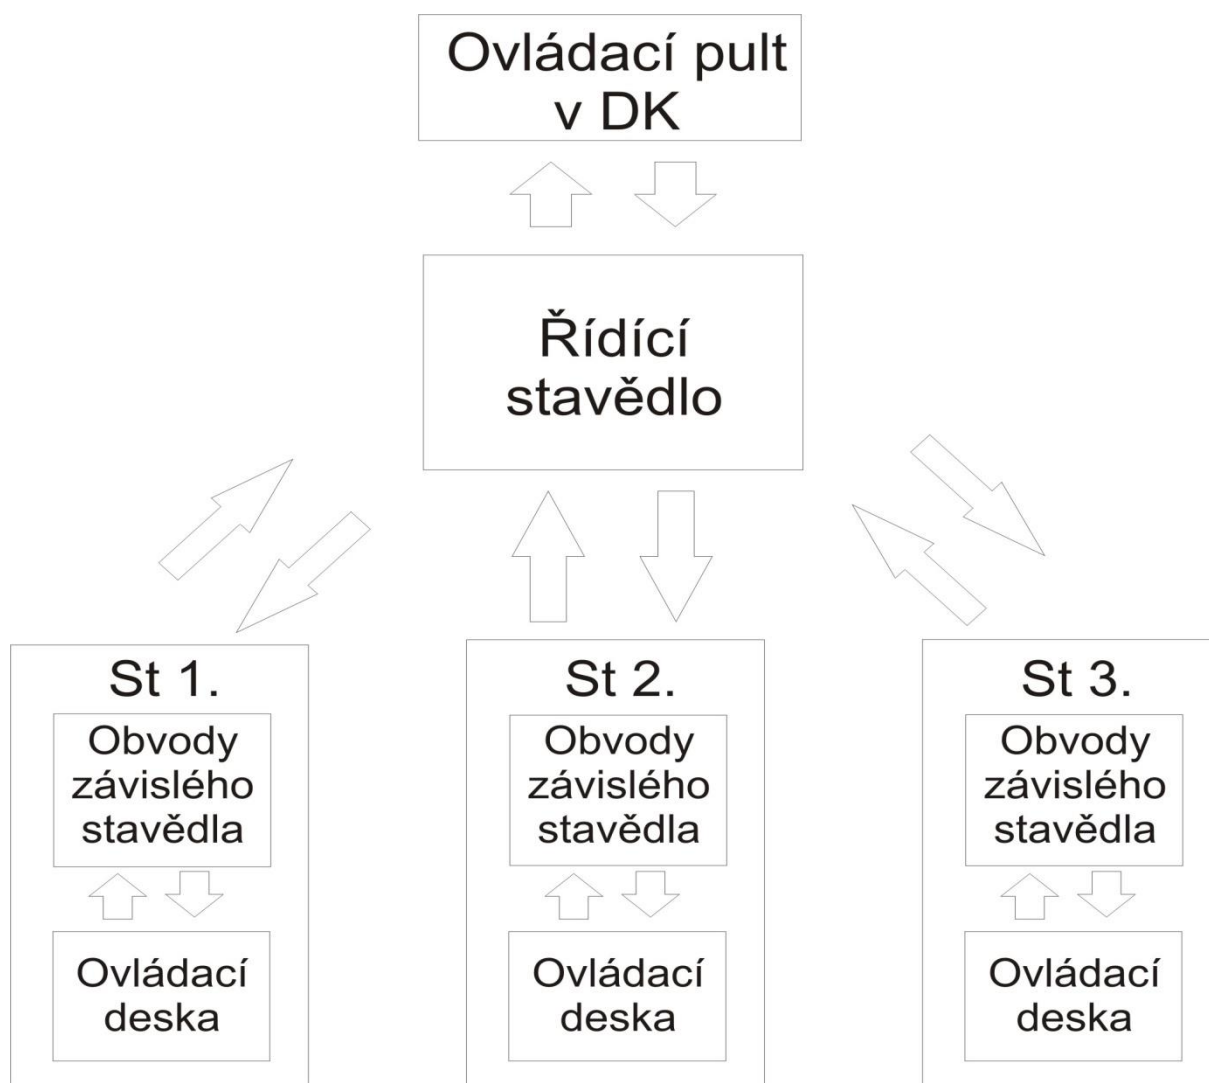 Ovládací pult
v DK
Řídící
stavědlo
St 1.
Obvody
závislého
stavědla
Ovládací
deska
St 2.
Obvody
závislého
stavědla
Ovládací
deska
St 3.
Obvody
závislého
stavědla
Ovládací
deska